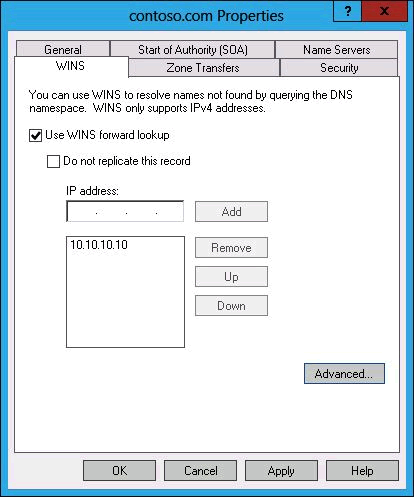 contoso.com Properties
? x
General Start of Authority (SOA) Name Servers
WINS Zone Transfers Security
You can use WINS to resolve names not found by querying the DNS
namespace. WINS only supports IPv4 addresses.
Use WINS forward lookup
Do not replicate this record
IP address:
. . . Add
10.10.10.10 Remove
Up
Down
Advanced...
OK Cancel Apply Help